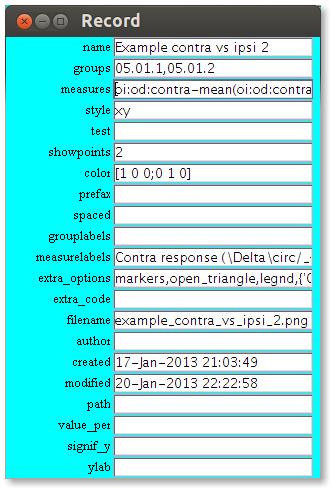 Record
name Example contra vs ipsi 2
groups 05.01.1,05.01.2
measures oi:od:contra-mean(oi:od:contra
style xy
test
showpoints 2
color [1 0 0;0 1 0]
prefax
spaced
grouplabels
measurelabels Contra response (\Delta\circ/_
extra_options markers,open_triangle,legnd,{'
extra_code
filename example_contra_vs_ipsi_2.png
author
created 17-Jan-2013 21:03:49
modified 20-Jan-2013 22:22:58
path
value_per
signif_y
ylab